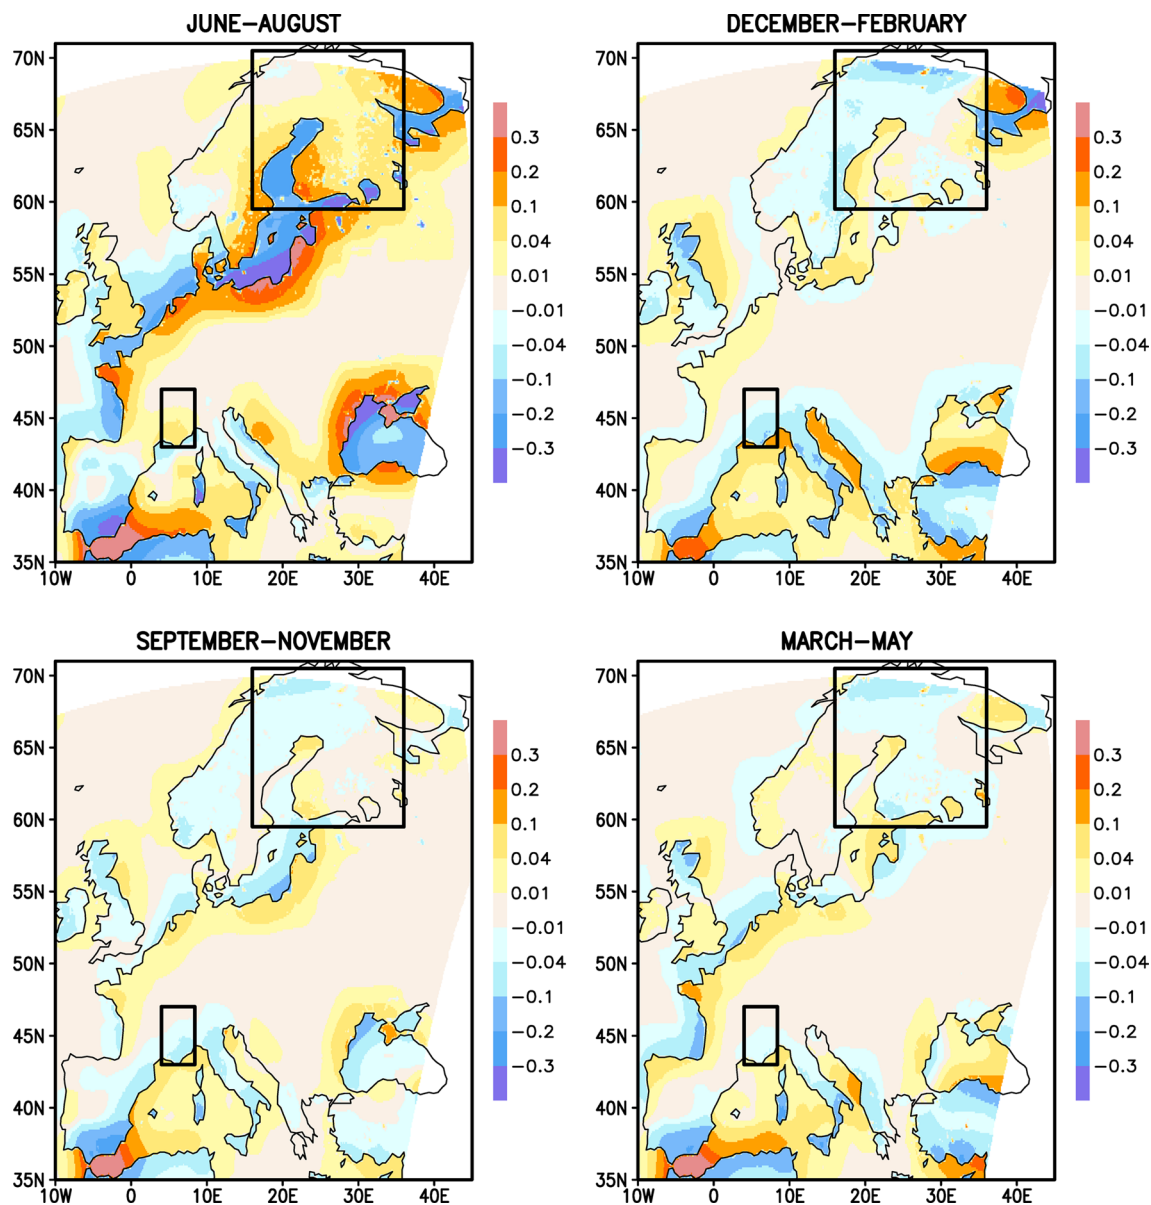 JUNE–AUGUST
70N
65N
60N
55N
50N
45N
40N
35N
10W 0 10E 20E 30E 40E
0.3
0.2
0.1
0.04
0.01
−0.01
−0.04
−0.1
−0.2
−0.3
DECEMBER–FEBRUARY
70N
65N
60N
55N
50N
45N
40N
35N
10W 0 10E 20E 30E 40E
0.3
0.2
0.1
0.04
0.01
−0.01
−0.04
−0.1
−0.2
−0.3
SEPTEMBER–NOVEMBER
70N
65N
60N
55N
50N
45N
40N
35N
10W 0 10E 20E 30E 40E
0.3
0.2
0.1
0.04
0.01
−0.01
−0.04
−0.1
−0.2
−0.3
MARCH–MAY
70N
65N
60N
55N
50N
45N
40N
35N
10W 0 10E 20E 30E 40E
0.3
0.2
0.1
0.04
0.01
−0.01
−0.04
−0.1
−0.2
−0.3